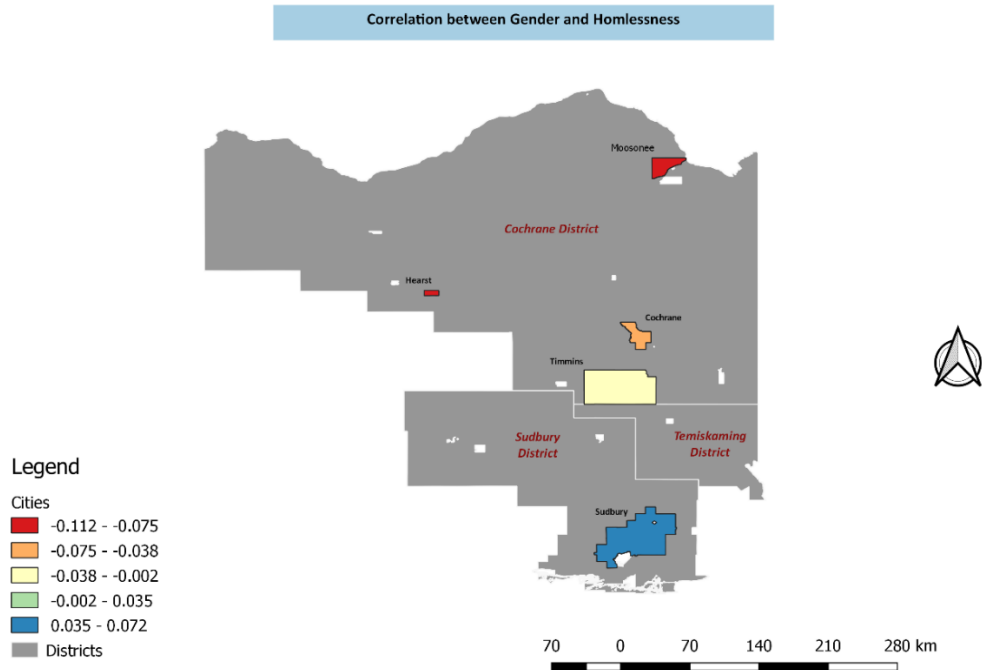 Correlation between Gender and Homlessness
Moosonee
Cochrane District
Hearst
Cochrane
Timmins
Sudbury
District
Temiskaming
District
Sudbury
Legend
Cities
-0.112 - -0.075
-0.075 - -0.038
-0.038 - -0.002
-0.002 - 0.035
0.035 - 0.072
Districts
70 0 70 140 210 280 km